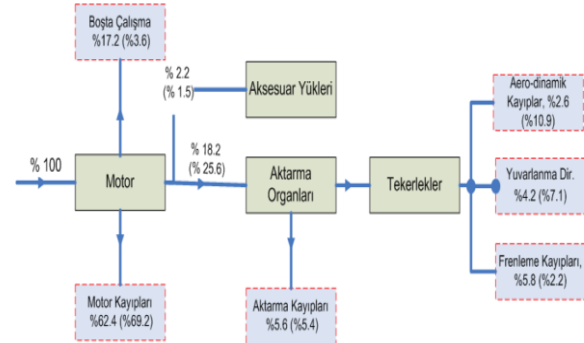 Boşta Çalışma
%17.2 (%3.6)
% 2.2
(% 1.5)
Aksesuar Yükleri
Aero-dinamik
Kayıplar, %2.6
(%10.9)
% 100
Motor
% 18.2
(% 25.6)
Aktarma
Organları
Tekerlekler
Yuvarlanma Dir.
%4.2 (%7.1)
Motor Kayıpları
%62.4 (%69.2)
Aktarma Kayıpları
%5.6 (%5.4)
Frenleme Kayıpları,
%5.8 (%2.2)